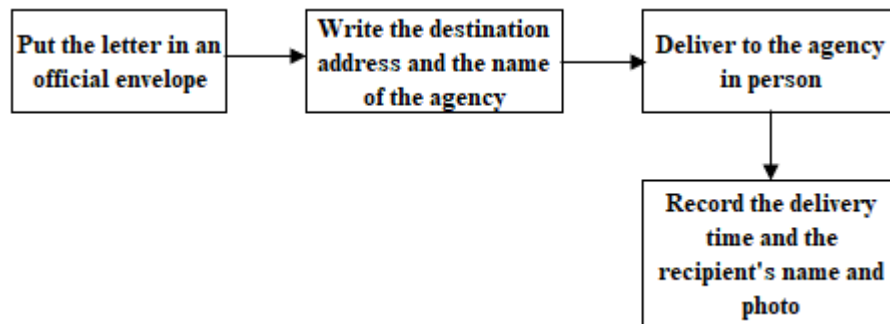 Put the letter in an
official envelope
Write the destination
address and the name
of the agency
Deliver to the agency
in person
Record the delivery
time and the
recipient's name and
photo